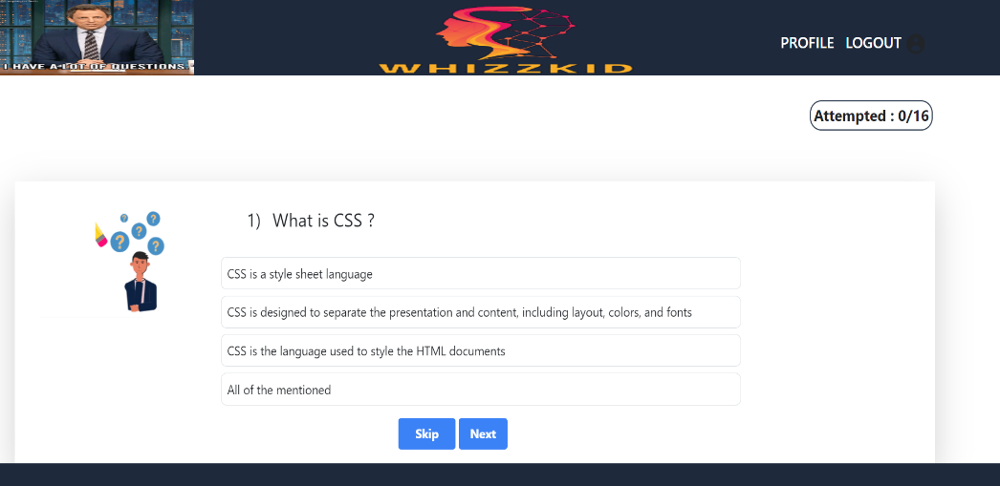 I HAVE A LOT OF QUESTIONS
WHIZZKID
PROFILE LOGOUT
Attempted : 0/16
1) What is CSS ?
CSS is a style sheet language
CSS is designed to separate the presentation and content, including layout, colors, and fonts
CSS is the language used to style the HTML documents
All of the mentioned
Skip Next